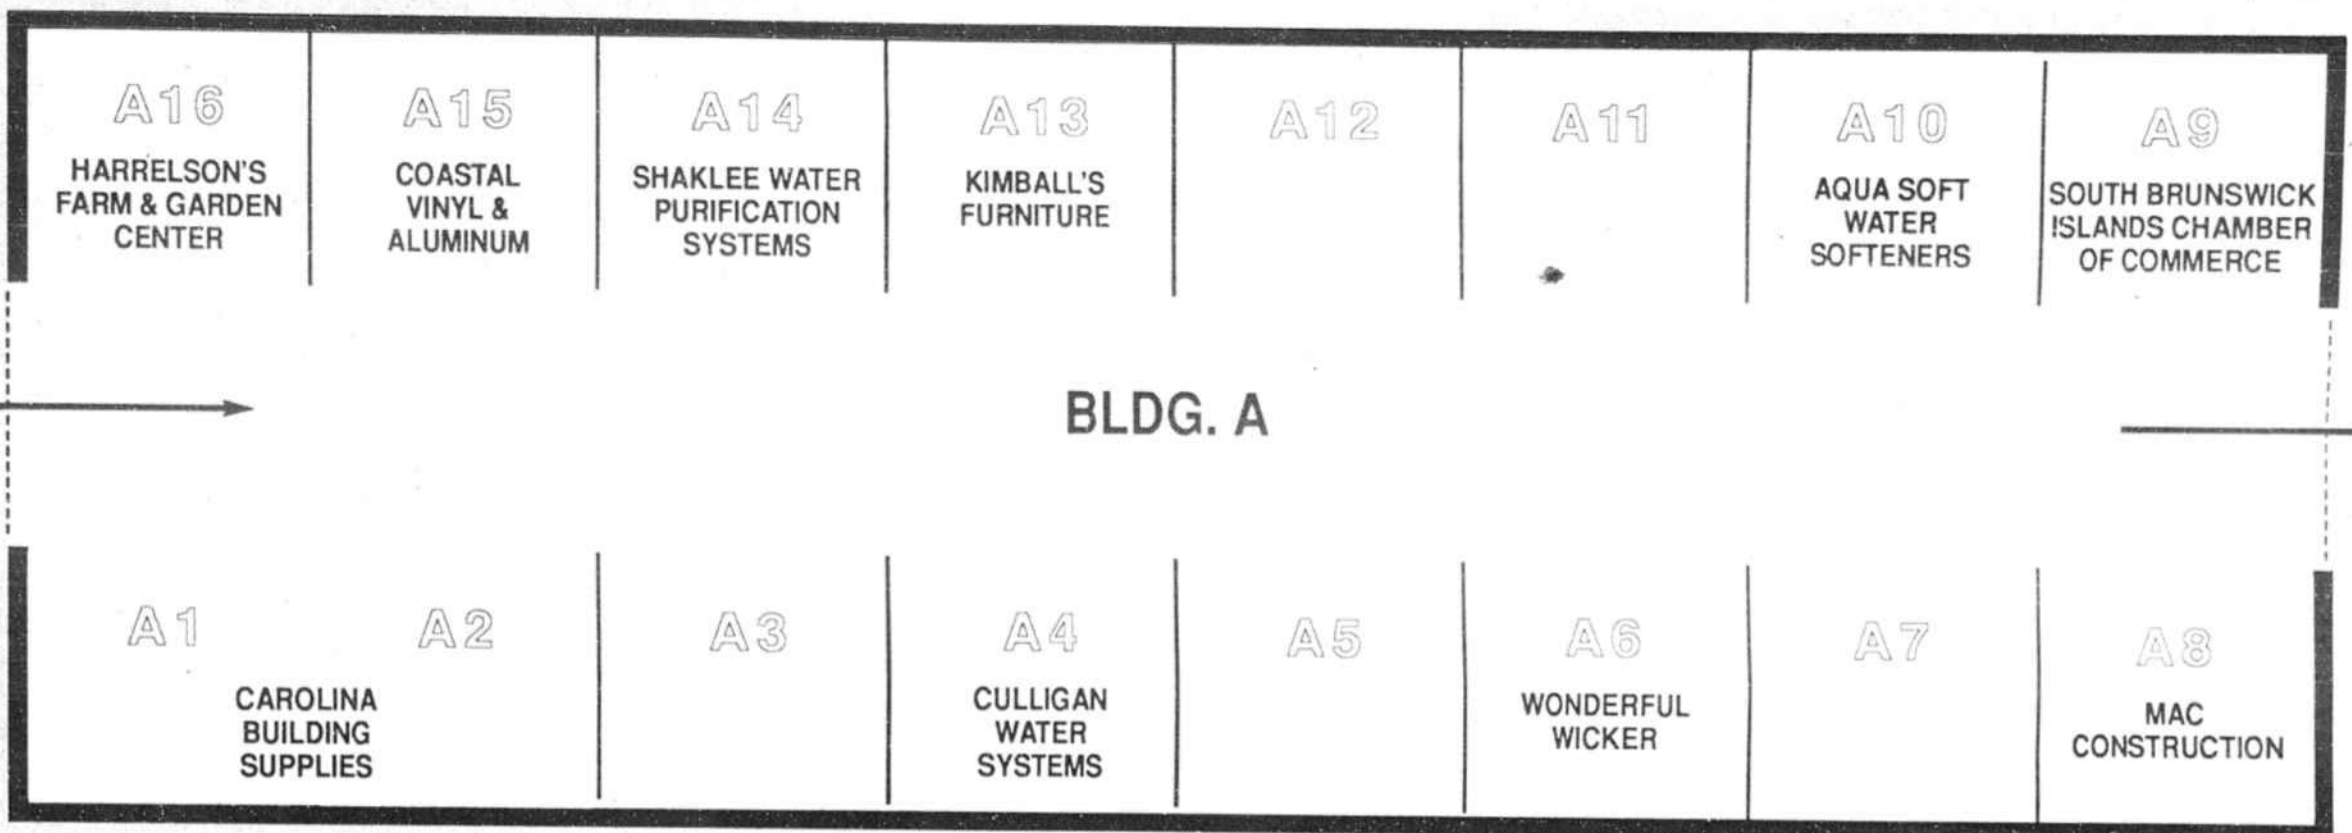 A16
HARRELSON'S
FARM & GARDEN
CENTER
A15
COASTAL
VINYL &
ALUMINUM
A14
SHAKLEE WATER
PURIFICATION
SYSTEMS
A13
KIMBALL'S
FURNITURE
A12
A11
A10
AQUA SOFT
WATER
SOFTENERS
A9
SOUTH BRUNSWICK
ISLANDS CHAMBER
OF COMMERCE
BLDG. A
A1
A2
CAROLINA
BUILDING
SUPPLIES
A3
A4
CULLIGAN
WATER
SYSTEMS
A5
A6
WONDERFUL
WICKER
A7
A8
MAC
CONSTRUCTION